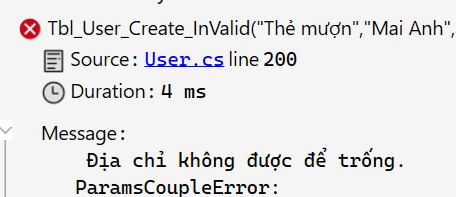 Tbl_User_Create_InValid("Thẻ mượn","Mai Anh",
Source: User.cs line 200
Duration: 4 ms
Message:
Địa chỉ không được để trống.
ParamsCoupleError: